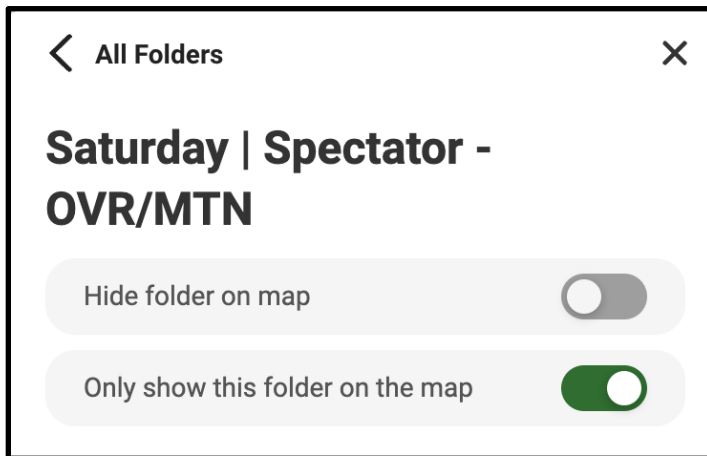 All Folders
Saturday | Spectator -
OVR/MTN
Hide folder on map
Only show this folder on the map